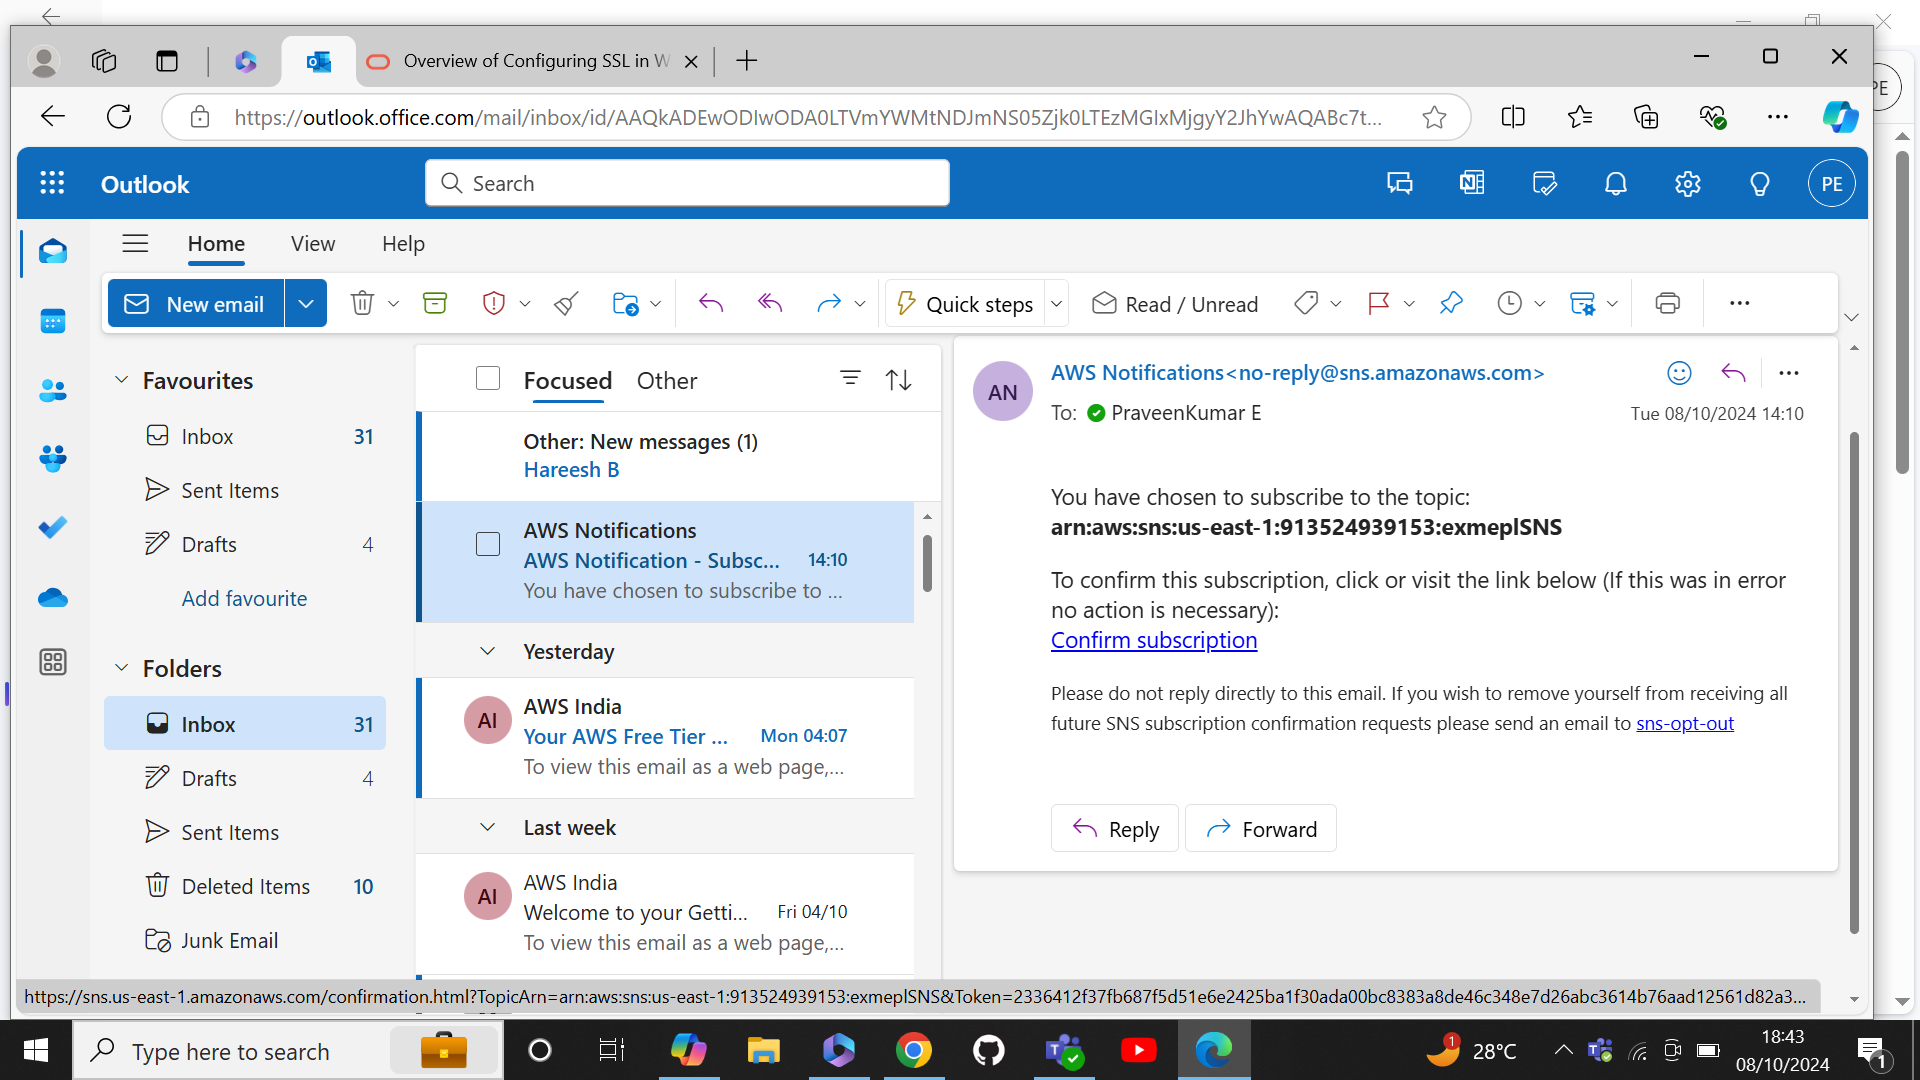 Overview of Configuring SSL in W
https://outlook.office.com/mail/inbox/id/AAQkADEwODIwODA0LTVmYWMtNDJmNS05Zjk0LTEzMGIxMjgyY2JhYwAQABc7t...
PE
Outlook
Search
PE
Home
View
Help
New email
Quick steps
Read / Unread
Favourites
Inbox 31
Sent Items
Drafts 4
Add favourite
Folders
Inbox 31
Drafts 4
Sent Items
Deleted Items 10
Junk Email
Focused
Other
Other: New messages (1)
Hareesh B
AWS Notifications
AWS Notification - Subsc... 14:10
You have chosen to subscribe to ...
Yesterday
AI
AWS India
Your AWS Free Tier ... Mon 04:07
To view this email as a web page,...
Last week
AI
AWS India
Welcome to your Getti... Fri 04/10
To view this email as a web page,...
AN
AWS Notifications<no-reply@sns.amazonaws.com>
To: PraveenKumar E
Tue 08/10/2024 14:10
You have chosen to subscribe to the topic:
arn:aws:sns:us-east-1:913524939153:exmeplSNS
To confirm this subscription, click or visit the link below (If this was in error
no action is necessary):
Confirm subscription
Please do not reply directly to this email. If you wish to remove yourself from receiving all
future SNS subscription confirmation requests please send an email to sns-opt-out
Reply
Forward
https://sns.us-east-1.amazonaws.com/confirmation.html?TopicArn=arn:aws:sns:us-east-1:913524939153:exmeplSNS&Token=2336412f37fb687f5d51e6e2425ba1f30ada00bc8383a8de46c348e7d26abc3614b76aad12561d82a3...
Type here to search
1
28°C
18:43
08/10/2024
1